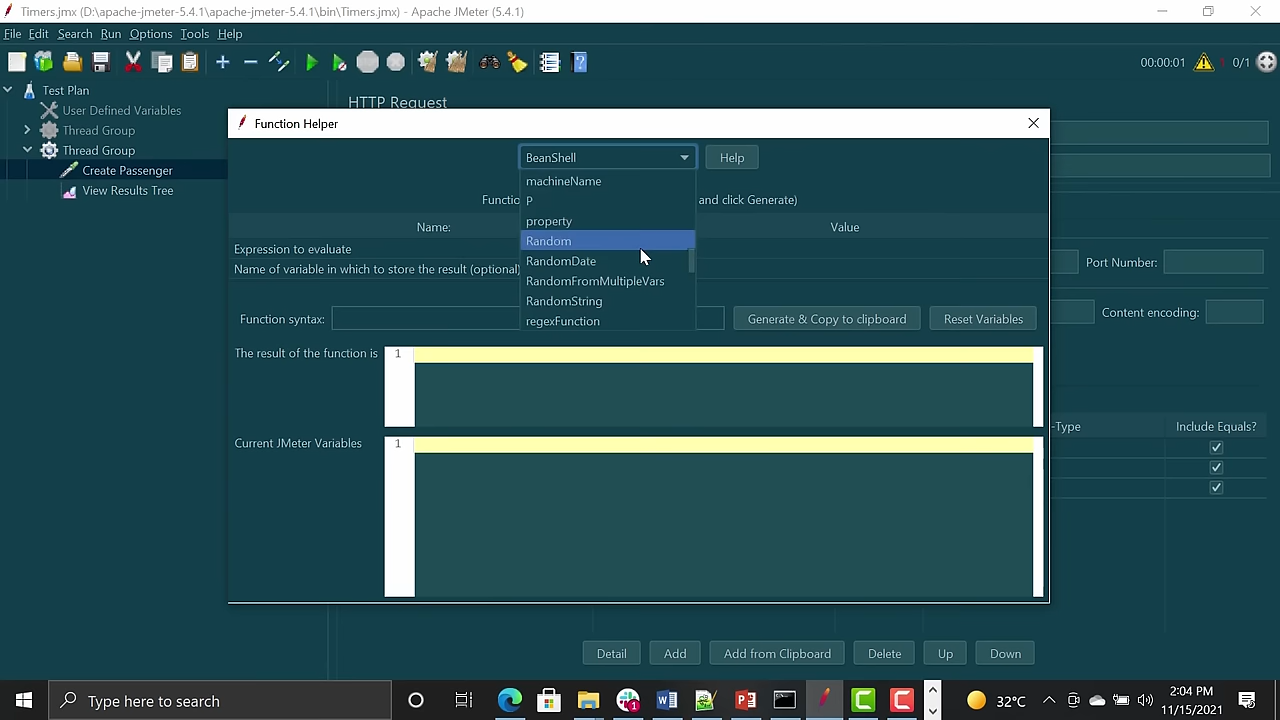 Timers.jmx (D:\apache-jmeter-5.4.1\apache-jmeter-5.4.1\bin\Timers.jmx) - Apache JMeter (5.4.1)
File Edit Search Run Options Tools Help
00:00:01 1 0/1
Test Plan
User Defined Variables
Thread Group
Thread Group
Create Passenger
View Results Tree
HTTP Request
Function Helper
BeanShell Help
machineName
P
property
Random
RandomDate
RandomFromMultipleVars
RandomString
regexFunction
Functio and click Generate)
Name: Value
Expression to evaluate
Name of variable in which to store the result (optional)
Function syntax: Generate & Copy to clipboard Reset Variables
The result of the function is 1
Current JMeter Variables 1
Port Number:
Content encoding:
-Type Include Equals?
Detail Add Add from Clipboard Delete Up Down
Type here to search
1
32°C
2:04 PM
11/15/2021